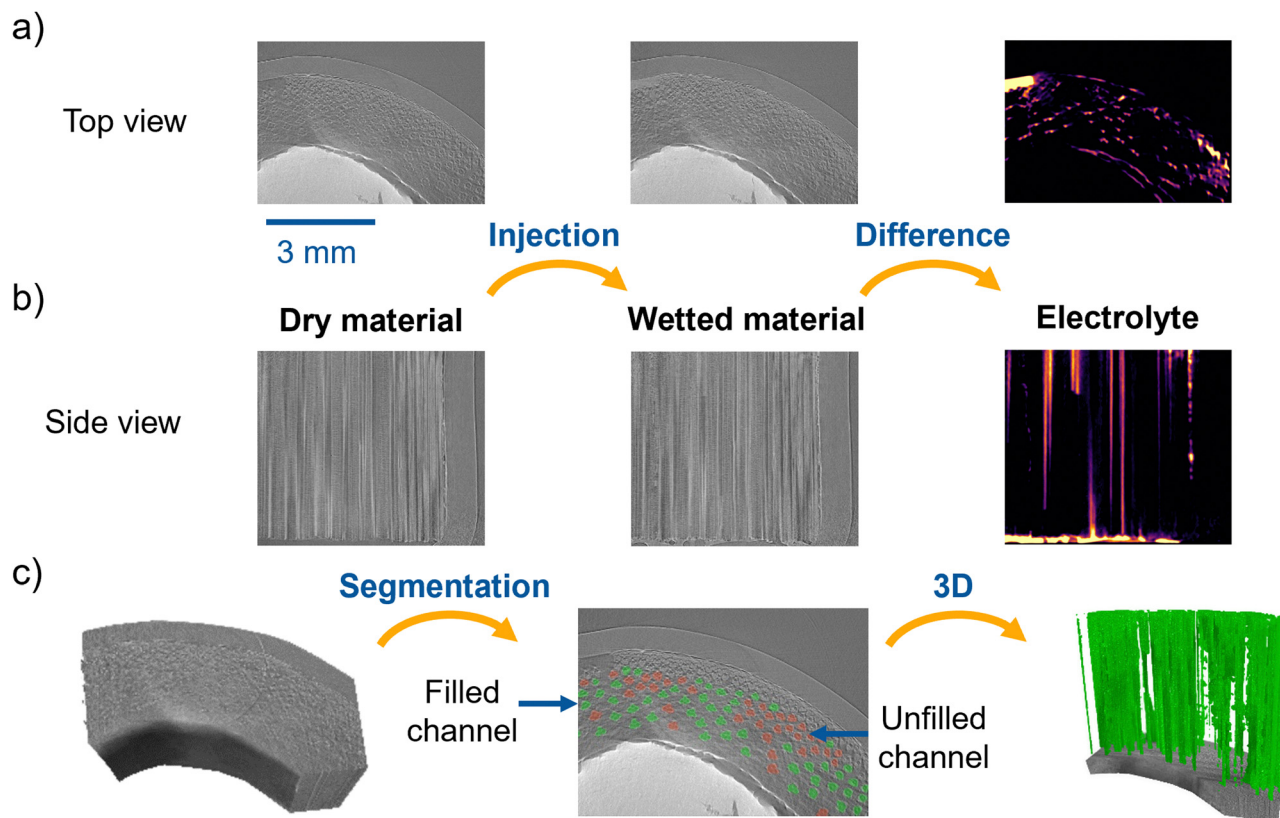 a)
Top view
3 mm
Injection
Difference
b)
Dry material
Wetted material
Electrolyte
Side view
c)
Segmentation
3D
Filled
channel
Unfilled
channel